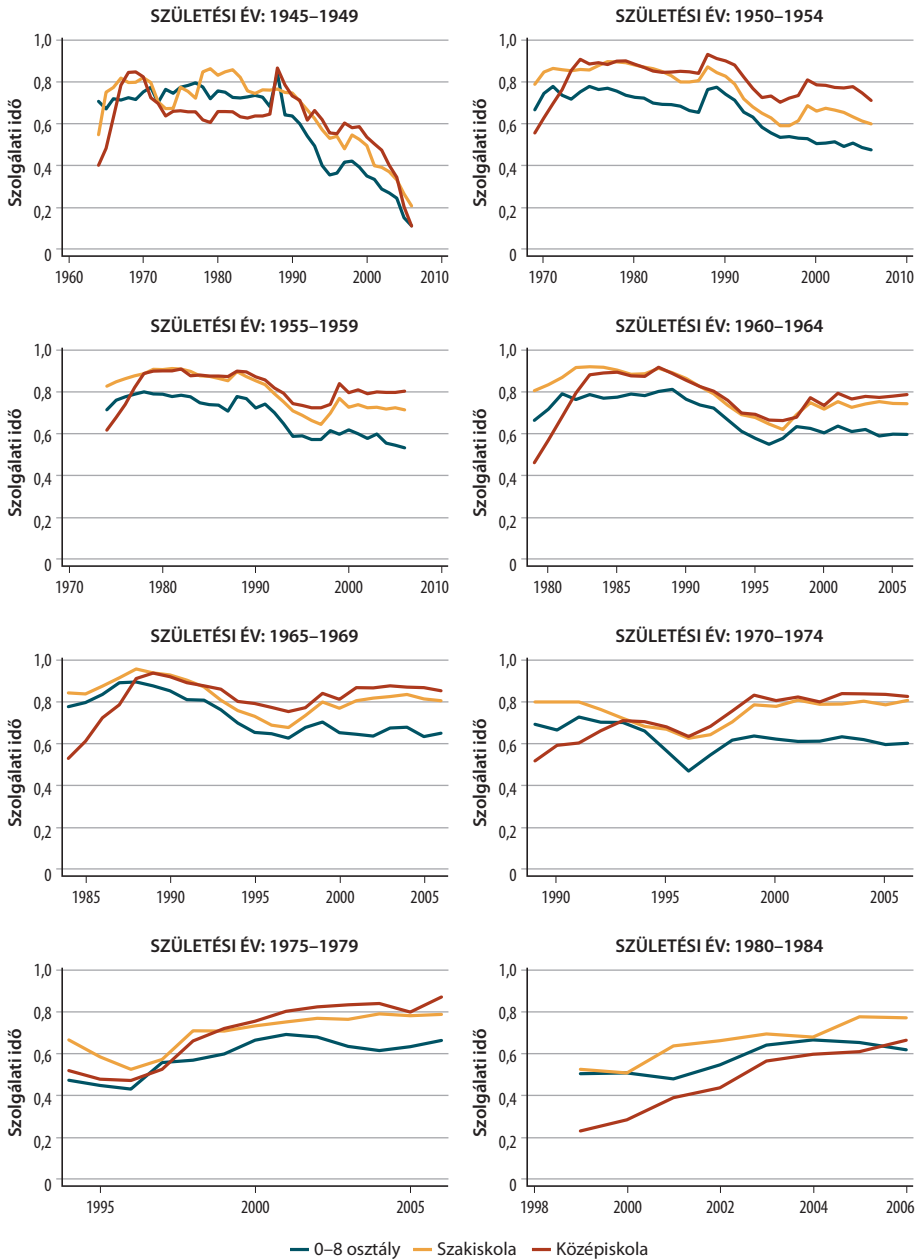 SZÜLETÉSI ÉV: 1945–1949
Szolgálati idő
1,0
0,8
0,6
0,4
0,2
0
1960 1970 1980 1990 2000 2010
SZÜLETÉSI ÉV: 1950–1954
Szolgálati idő
1,0
0,8
0,6
0,4
0,2
0
1970 1980 1990 2000 2010
SZÜLETÉSI ÉV: 1955–1959
Szolgálati idő
1,0
0,8
0,6
0,4
0,2
0
1970 1980 1990 2000 2010
SZÜLETÉSI ÉV: 1960–1964
Szolgálati idő
1,0
0,8
0,6
0,4
0,2
0
1980 1985 1990 1995 2000 2005
SZÜLETÉSI ÉV: 1965–1969
Szolgálati idő
1,0
0,8
0,6
0,4
0,2
0
1985 1990 1995 2000 2005
SZÜLETÉSI ÉV: 1970–1974
Szolgálati idő
1,0
0,8
0,6
0,4
0,2
0
1990 1995 2000 2005
SZÜLETÉSI ÉV: 1975–1979
Szolgálati idő
1,0
0,8
0,6
0,4
0,2
0
1995 2000 2005
SZÜLETÉSI ÉV: 1980–1984
Szolgálati idő
1,0
0,8
0,6
0,4
0,2
0
1998 2000 2002 2004 2006
0–8 osztály Szakiskola Középiskola